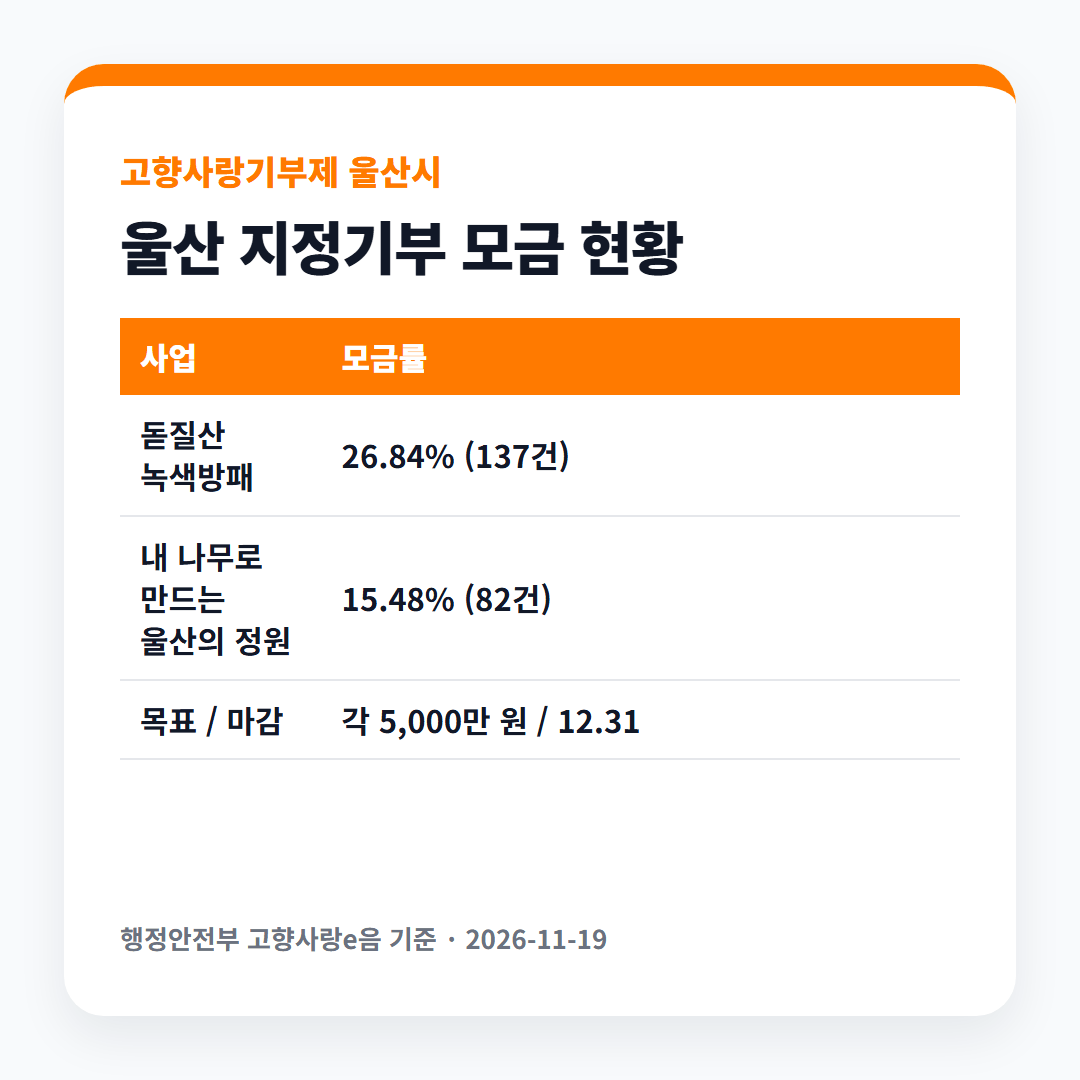 고향사랑기부제 울산시
울산 지정기부 모금 현황
사업 모금률
돋질산
녹색방패
26.84% (137건)
내 나무로
만드는
울산의 정원
15.48% (82건)
목표 / 마감 각 5,000만 원 / 12.31
행정안전부 고향사랑e음 기준 · 2026-11-19